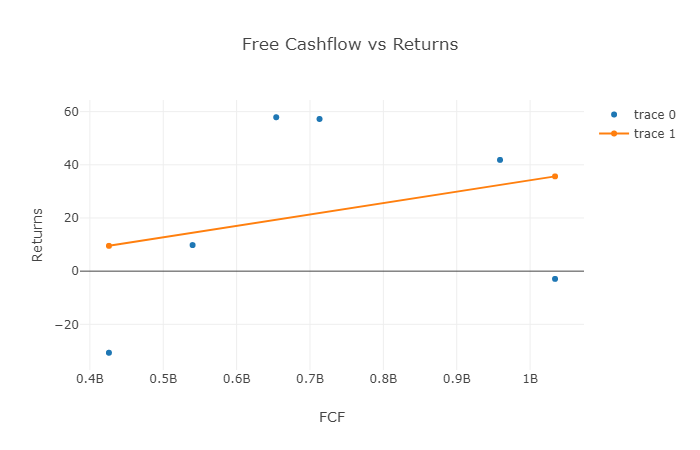 Free Cashflow vs Returns
trace 0
trace 1
60
40
20
0
−20
Returns
0.4B
0.5B
0.6B
0.7B
0.8B
0.9B
1B
FCF